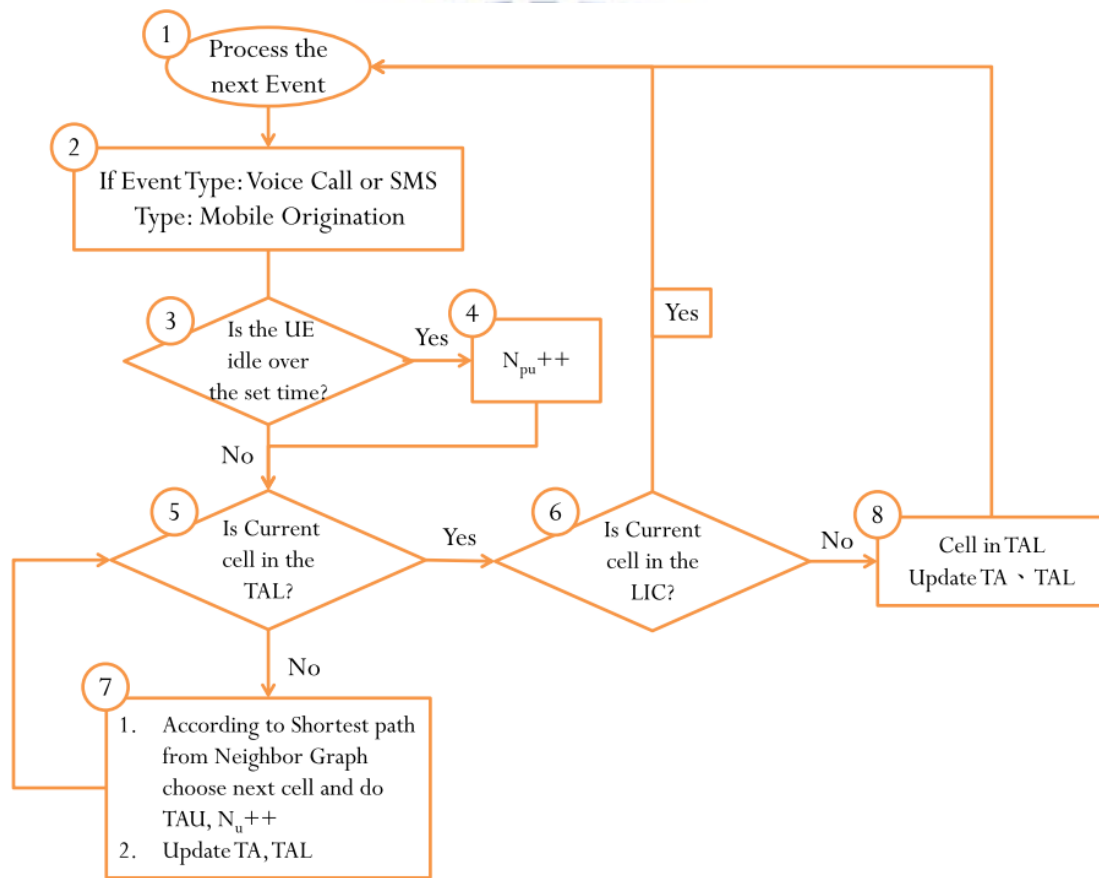 1
Process the
next Event
2
If Event Type: Voice Call or SMS
Type: Mobile Origination
3
Is the UE
idle over
the set time?
Yes
4
N_pu++
Yes
No
5
Is Current
cell in the
TAL?
Yes
6
Is Current
cell in the
LIC?
No
8
Cell in TAL
Update TA、TAL
No
7
1. According to Shortest path
from Neighbor Graph
choose next cell and do
TAU, N_u++
2. Update TA, TAL